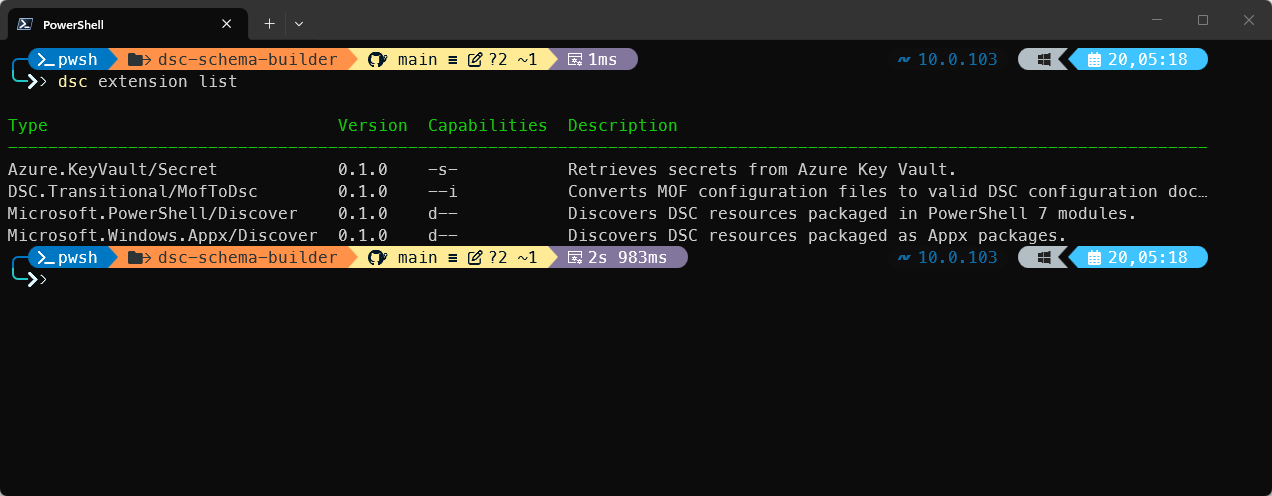 PowerShell
pwsh dsc-schema-builder main ≡ ?2 ~1 1ms 10.0.103 20,05:18
dsc extension list
Type Version Capabilities Description
Azure.KeyVault/Secret 0.1.0 -s- Retrieves secrets from Azure Key Vault.
DSC.Transitional/MofToDsc 0.1.0 --i Converts MOF configuration files to valid DSC configuration doc…
Microsoft.PowerShell/Discover 0.1.0 d-- Discovers DSC resources packaged in PowerShell 7 modules.
Microsoft.Windows.Appx/Discover 0.1.0 d-- Discovers DSC resources packaged as Appx packages.
pwsh dsc-schema-builder main ≡ ?2 ~1 2s 983ms 10.0.103 20,05:18